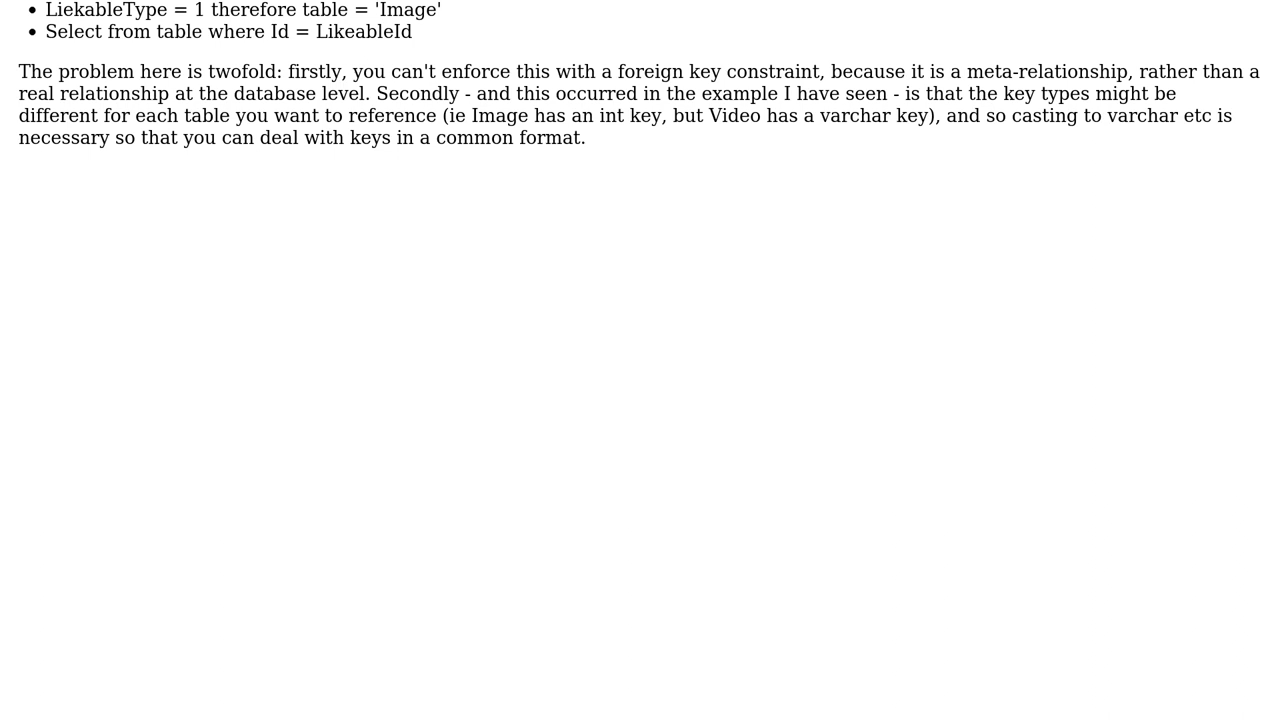 • LiekableType = 1 therefore table = 'Image'
• Select from table where Id = LikeableId
The problem here is twofold: firstly, you can't enforce this with a foreign key constraint, because it is a meta-relationship, rather than a
real relationship at the database level. Secondly - and this occurred in the example I have seen - is that the key types might be
different for each table you want to reference (ie Image has an int key, but Video has a varchar key), and so casting to varchar etc is
necessary so that you can deal with keys in a common format.